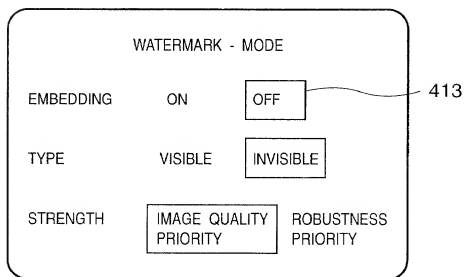 WATERMARK - MODE
EMBEDDING ON OFF 413
TYPE VISIBLE INVISIBLE
STRENGTH IMAGE QUALITY ROBUSTNESS
PRIORITY PRIORITY